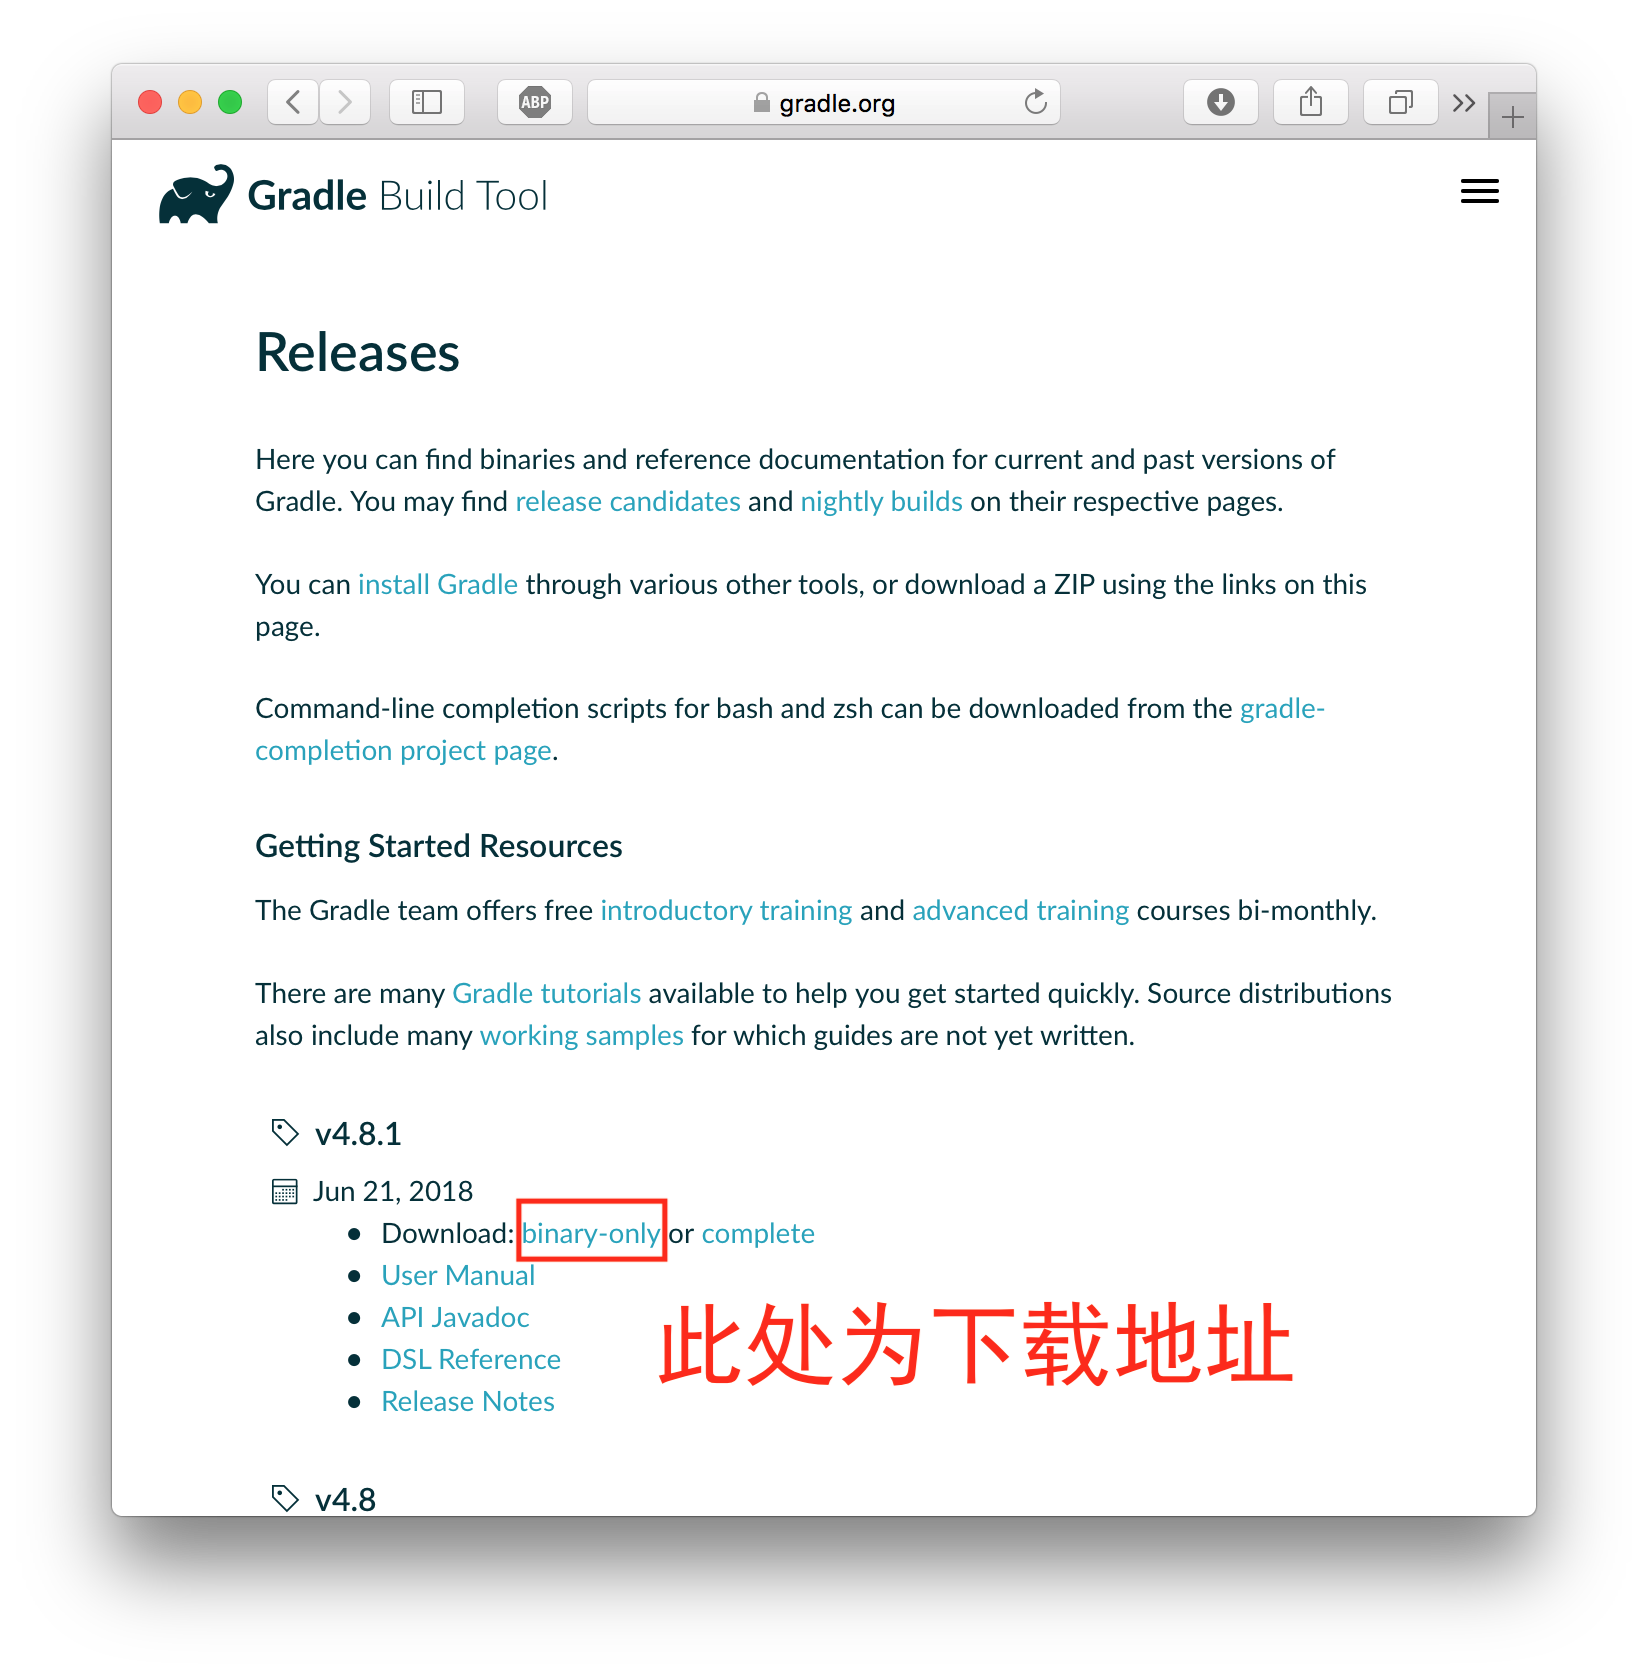 ABP
gradle.org
Gradle Build Tool
Releases
Here you can find binaries and reference documentation for current and past versions of
Gradle. You may find release candidates and nightly builds on their respective pages.
You can install Gradle through various other tools, or download a ZIP using the links on this
page.
Command-line completion scripts for bash and zsh can be downloaded from the gradle-
completion project page.
Getting Started Resources
The Gradle team offers free introductory training and advanced training courses bi-monthly.
There are many Gradle tutorials available to help you get started quickly. Source distributions
also include many working samples for which guides are not yet written.
v4.8.1
Jun 21, 2018
Download: binary-only or complete
User Manual
API Javadoc
DSL Reference
Release Notes
此处为下载地址
v4.8